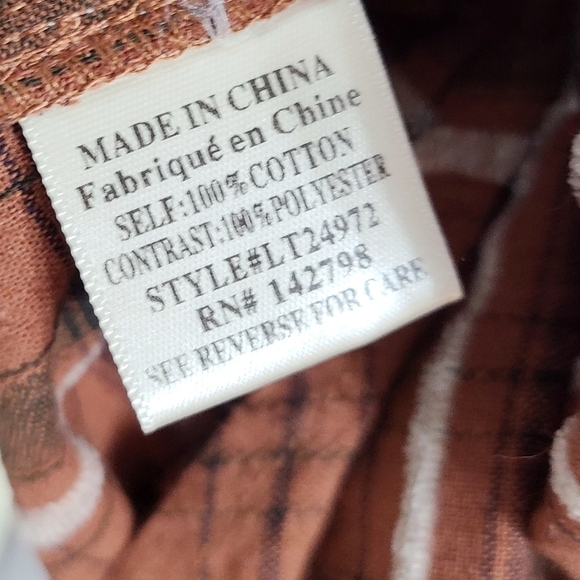 MADE IN CHINA
Fabriqué en Chine
SELF:100%COTTON
CONTRAST:100%POLYESTER
STYLE#LT24972
RN# 142798
SEE REVERSE FOR CARE